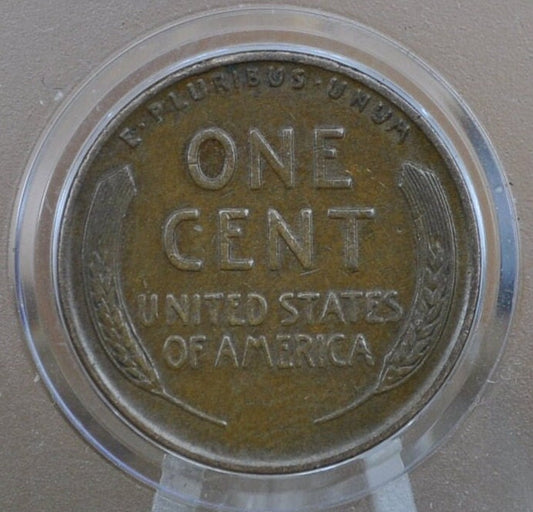 E·PLURIBUS·UNUM
ONE
CENT
UNITED STATES
OF AMERICA